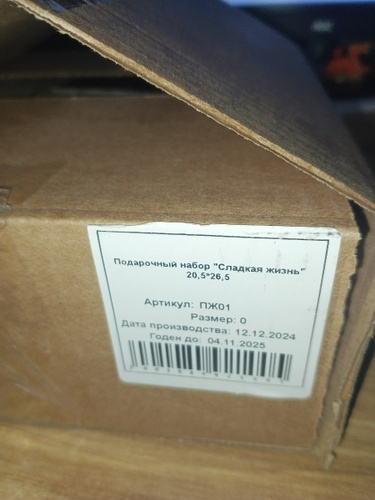 Подарочный набор "Сладкая жизнь"
20,5*26,5
Артикул: ПЖ01
Размер: 0
Дата производства: 12.12.2024
Годен до: 04.11.2025